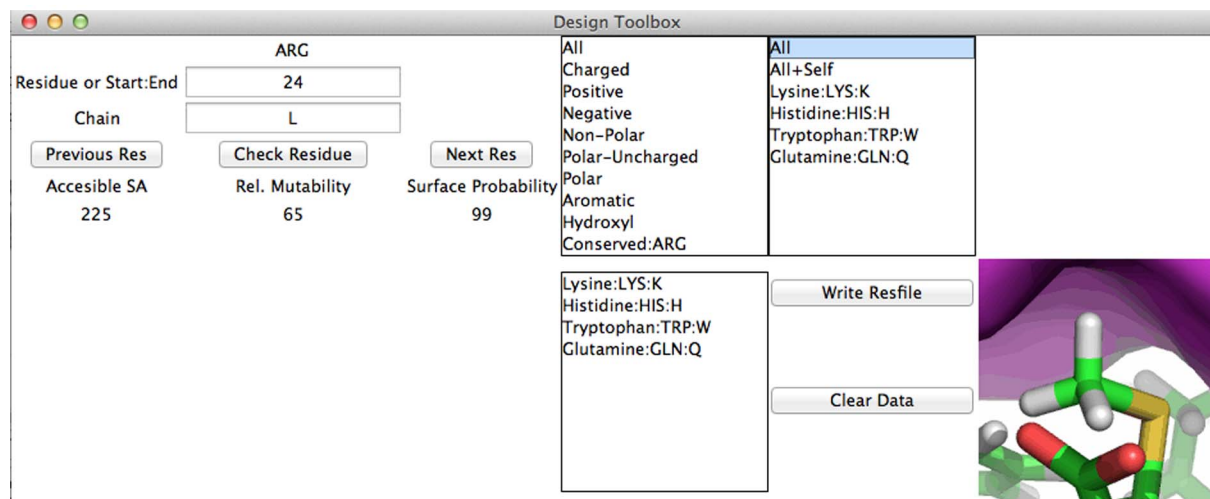 Design Toolbox
ARG
Residue or Start:End 24
Chain L
Previous Res Check Residue Next Res
Accesible SA Rel. Mutability Surface Probability
225 65 99
All
Charged
Positive
Negative
Non-Polar
Polar-Uncharged
Polar
Aromatic
Hydroxyl
Conserved:ARG
All
All+Self
Lysine:LYS:K
Histidine:HIS:H
Tryptophan:TRP:W
Glutamine:GLN:Q
Lysine:LYS:K
Histidine:HIS:H
Tryptophan:TRP:W
Glutamine:GLN:Q
Write Resfile
Clear Data